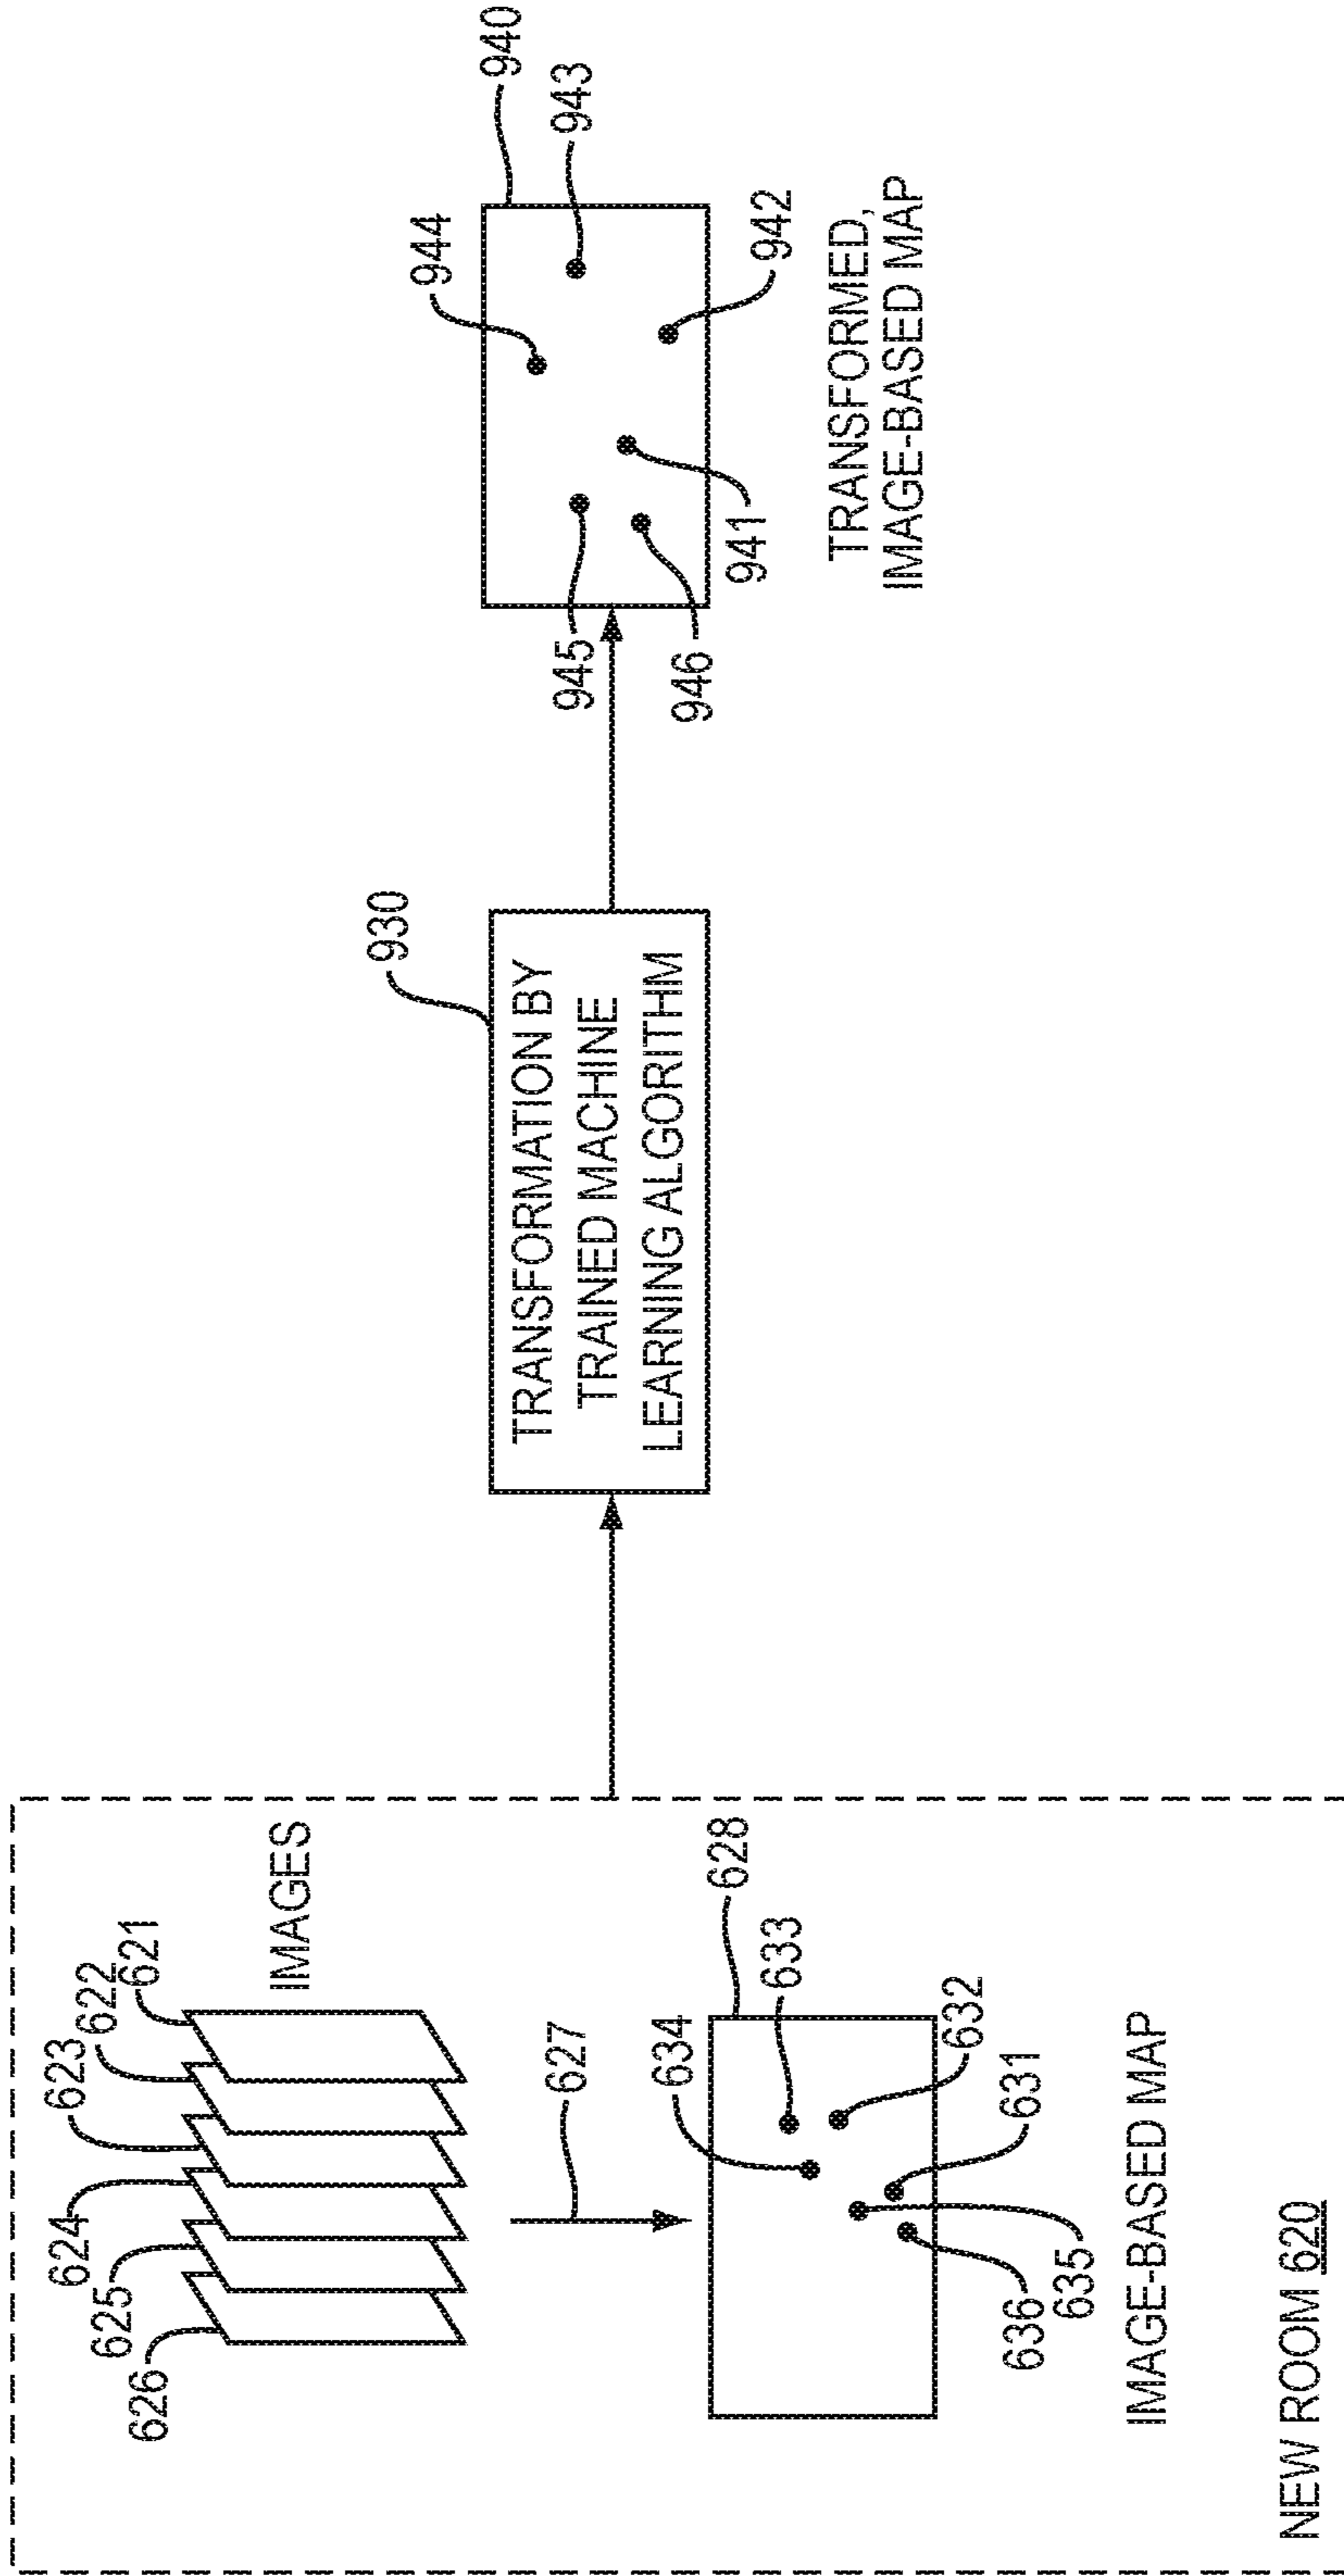 626
625
624
623
622
621
IMAGES
627
634
628
633
632
631
635
636
IMAGE-BASED MAP
NEW ROOM 620
930
TRANSFORMATION BY
TRAINED MACHINE
LEARNING ALGORITHM
944
940
943
942
941
945
946
TRANSFORMED,
IMAGE-BASED MAP